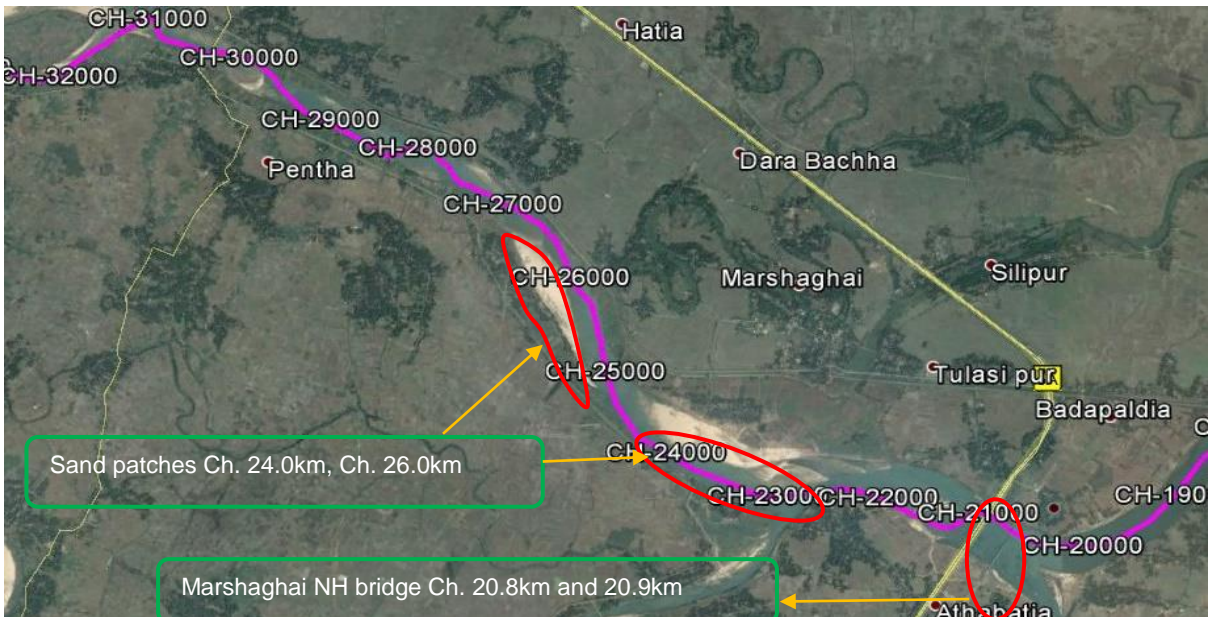 CH-31000
Hatia
CH-30000
CH-32000
CH-29000
CH-28000
Pentha
Dara Bachha
CH-27000
CH-26000
Marshaghai
Silipur
CH-25000
Tulasi pur
A
Badapaldia
C
Sand patches Ch. 24.0km, Ch. 26.0km
CH-24000
CH-23000
CH-22000
CH-21000
CH-190
CH-20000
Marshaghai NH bridge Ch. 20.8km and 20.9km
Athabatia